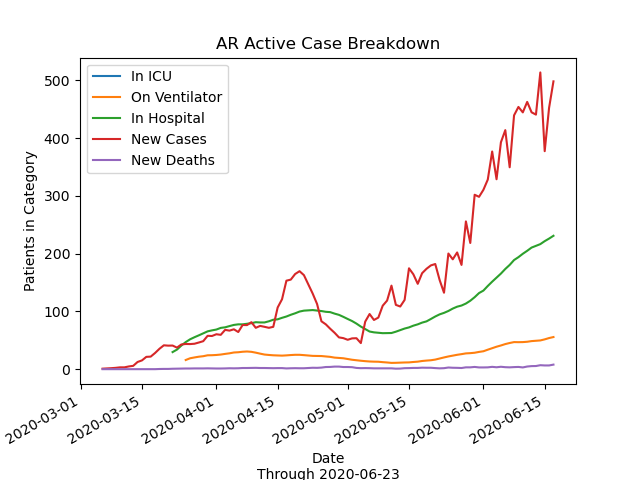 AR Active Case Breakdown
In ICU
On Ventilator
In Hospital
New Cases
New Deaths
Patients in Category
500
400
300
200
100
0
2020-03-01
2020-03-15
2020-04-01
2020-04-15
2020-05-01
2020-05-15
2020-06-01
2020-06-15
Date
Through 2020-06-23